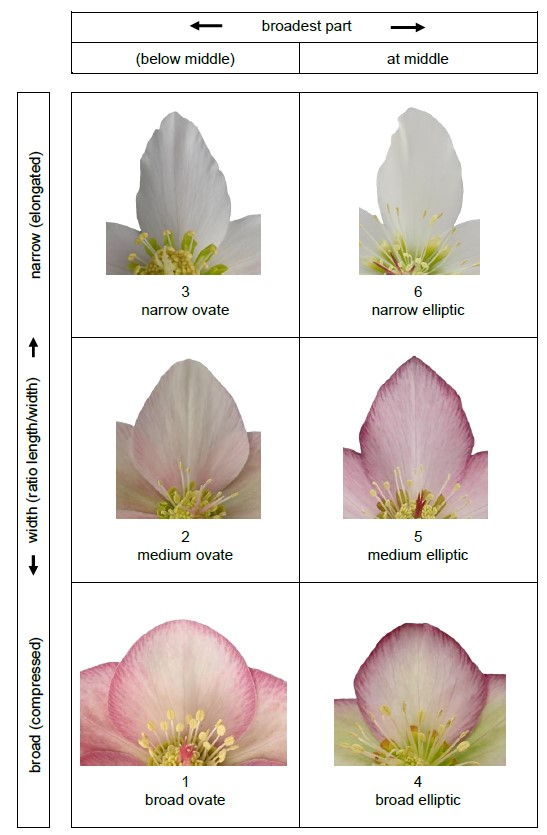 broadest part
(below middle)
at middle
narrow (elongated)
width (ratio length/width)
broad (compressed)
3
narrow ovate
6
narrow elliptic
2
medium ovate
5
medium elliptic
1
broad ovate
4
broad elliptic